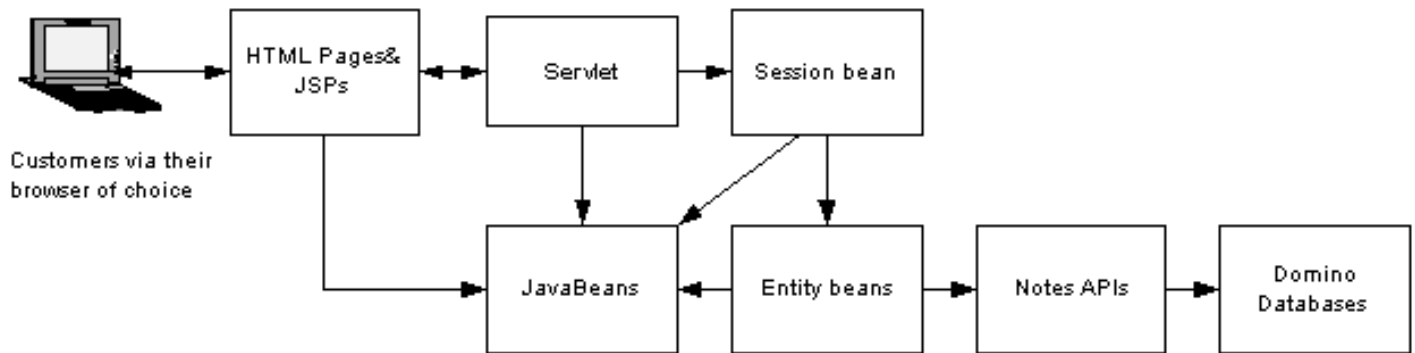 HTML Pages&
JSPs
Servlet
Session bean
Customers via their
browser of choice
JavaBeans
Entity beans
Notes APIs
Domino
Databases